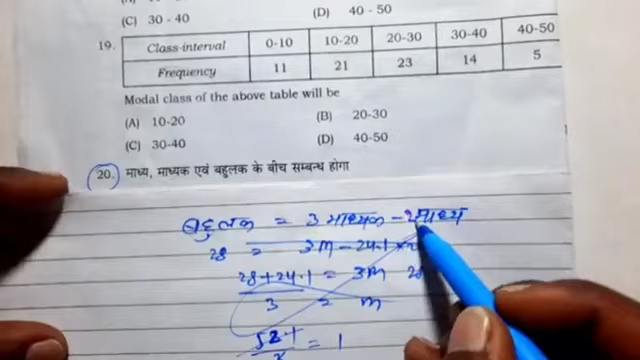 (C) 30 - 40 (D) 40 - 50
19. Class-interval 0-10 10-20 20-30 30-40 40-50
Frequency 11 21 23 14 5
Modal class of the above table will be
(A) 10-20 (B) 20-30
(C) 30-40 (D) 40-50
20. माध्य, माध्यक एवं बहुलक के बीच सम्बन्ध होगा
बहुलक = 3 माध्यक - 2माध्य
28 = 3m - 24.1 ×
28 + 24.1 = 3m
3 = m
= 1